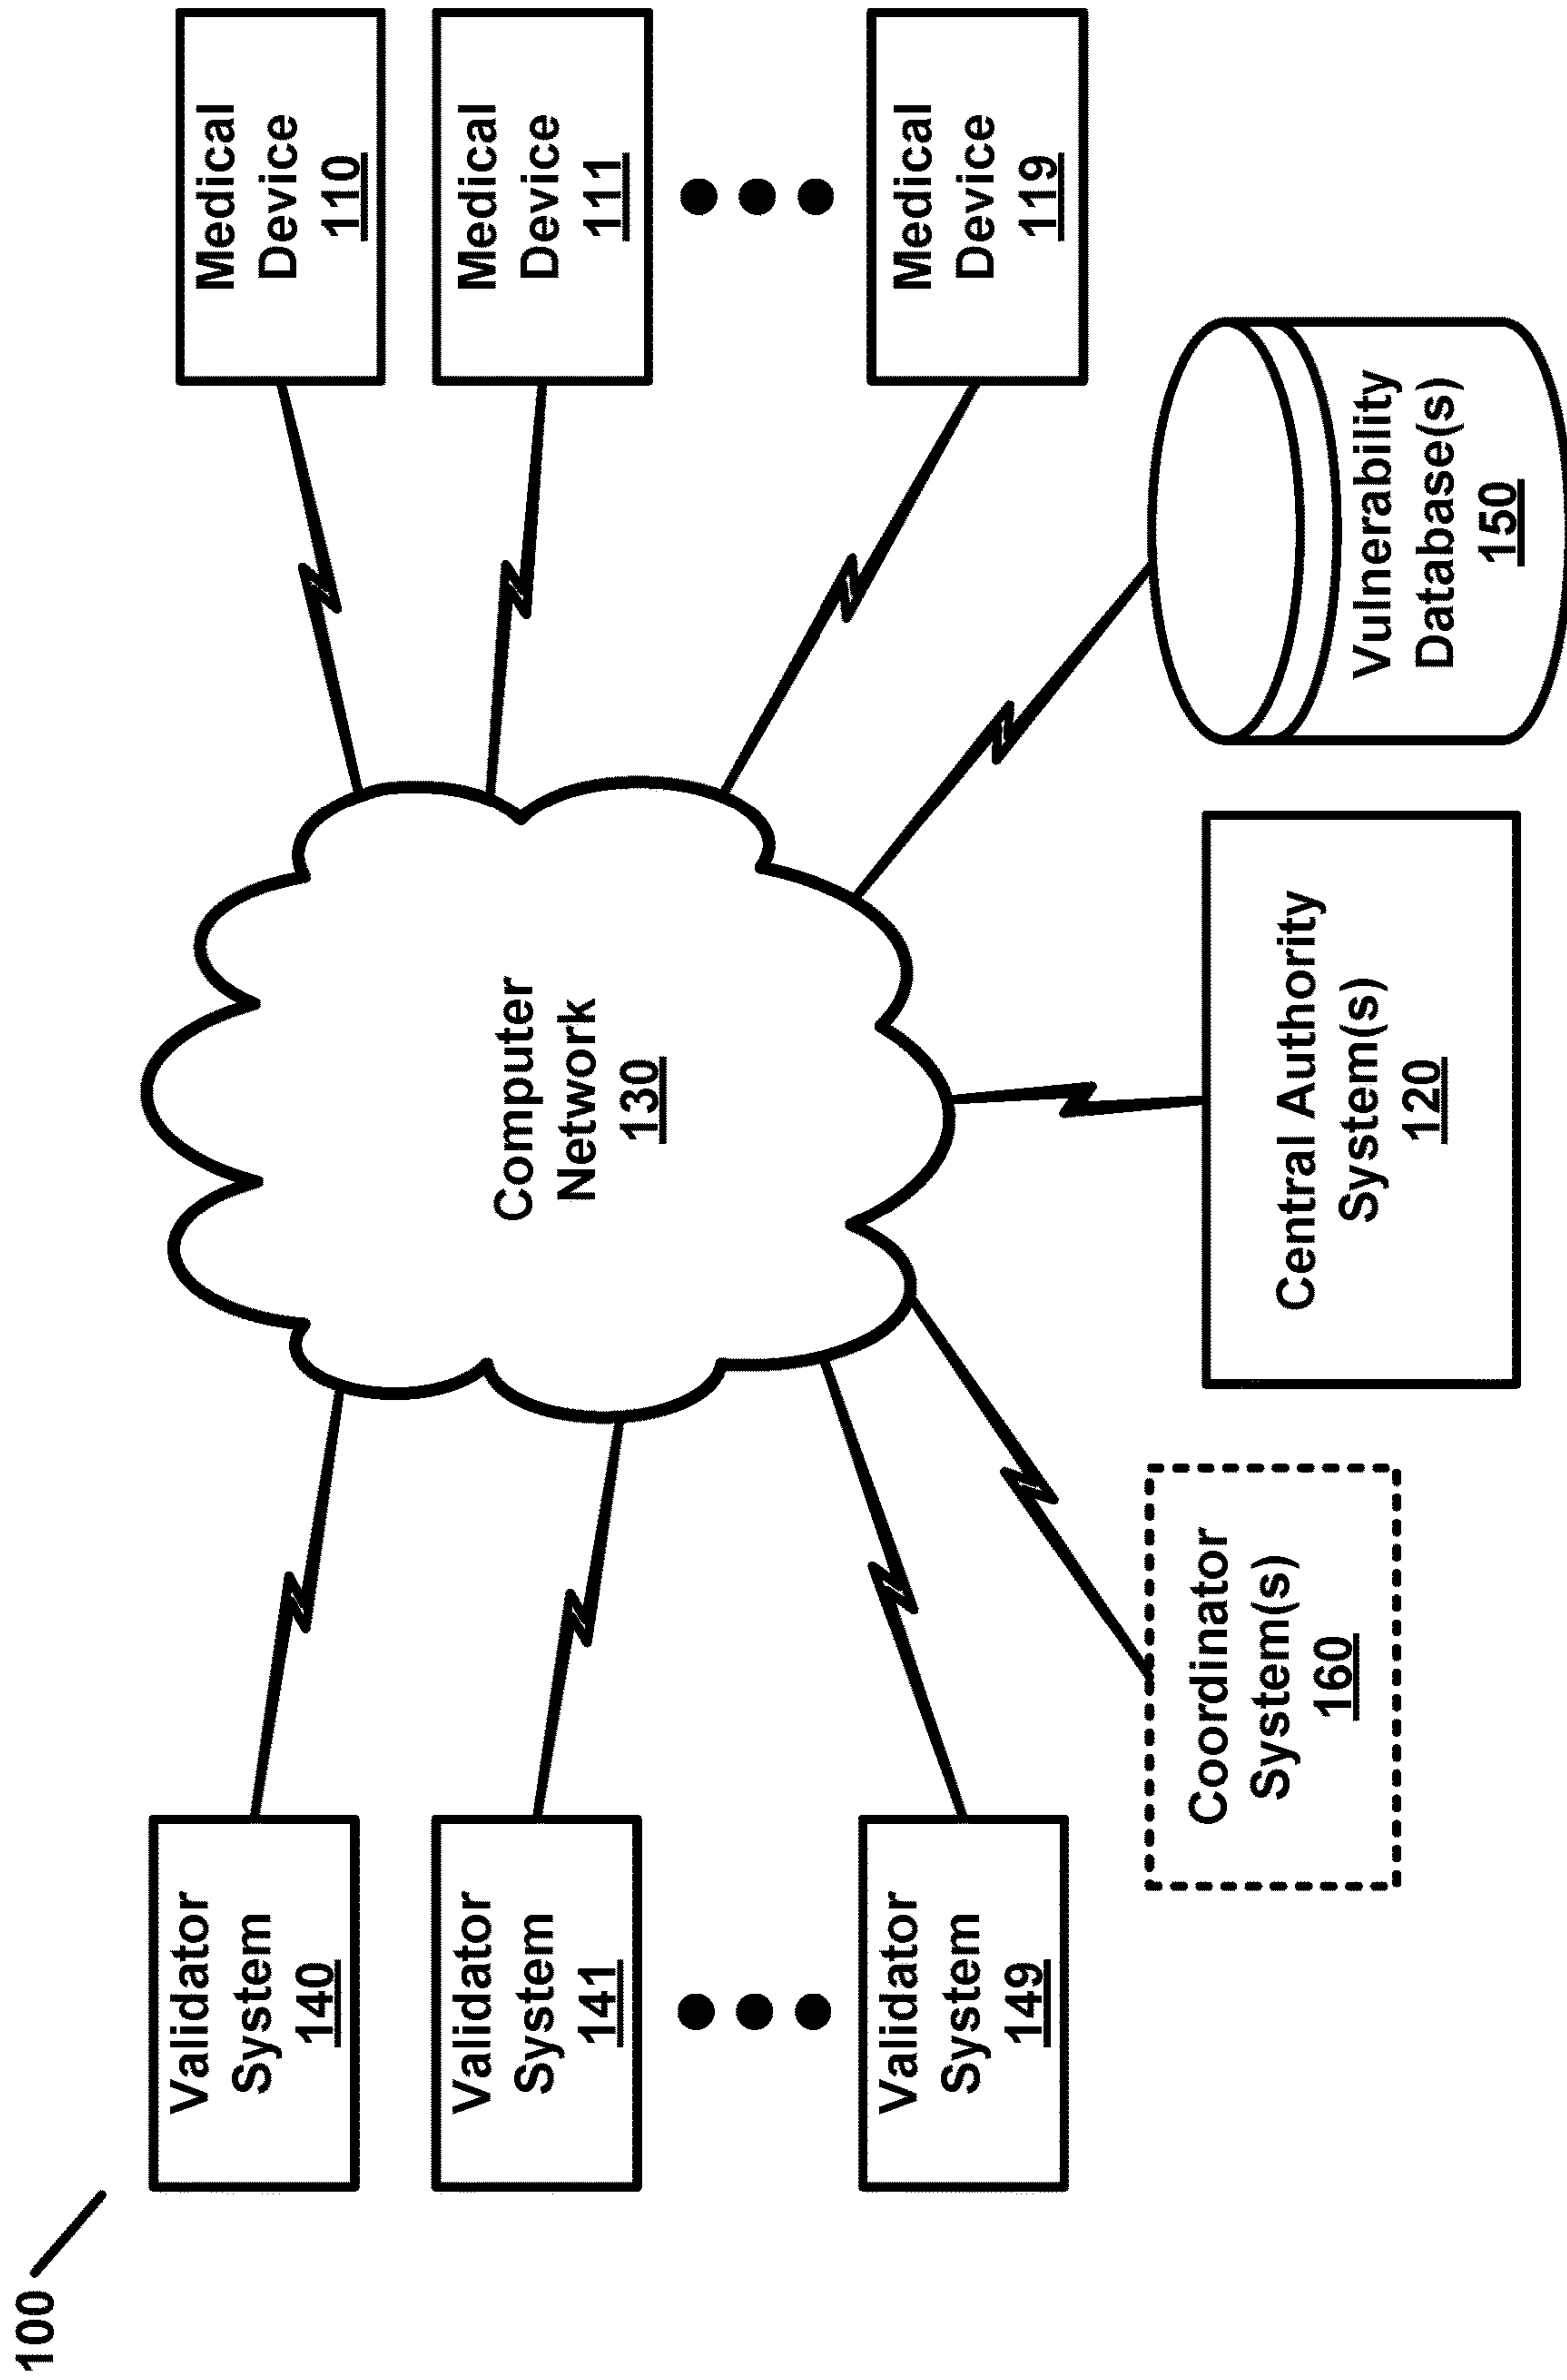 100
Validator
System
140
Validator
System
141
Validator
System
149
Computer
Network
130
Medical
Device
110
Medical
Device
111
Medical
Device
119
Coordinator
System(s)
160
Central Authority
System(s)
120
Vulnerability
Database(s)
150